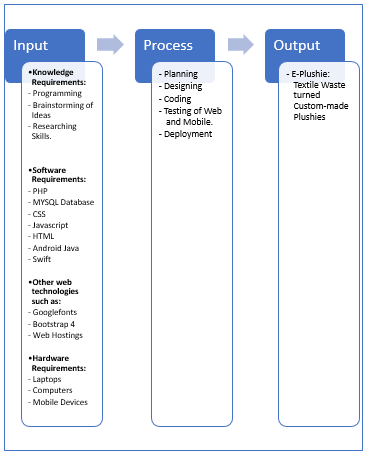 Input
•Knowledge
Requirements:
- Programming
- Brainstorming of
Ideas
- Researching
Skills.
•Software
Requirements:
- PHP
- MYSQL Database
- CSS
- Javascript
- HTML
- Android Java
- Swift
•Other web
technologies
such as:
- Googlefonts
- Bootstrap 4
- Web Hostings
•Hardware
Requirements:
- Laptops
- Computers
- Mobile Devices
Process
- Planning
- Designing
- Coding
- Testing of Web
and Mobile.
- Deployment
Output
- E-Plushie:
Textile Waste
turned
Custom-made
Plushies